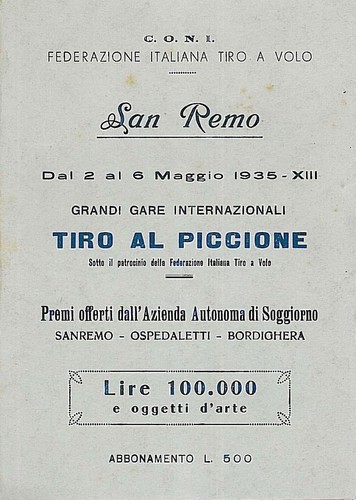 C. O. N. I.
FEDERAZIONE ITALIANA TIRO A VOLO
San Remo
Dal 2 al 6 Maggio 1935 - XIII
GRANDI GARE INTERNAZIONALI
TIRO AL PICCIONE
Sotto il patrocinio della Federazione Italiana Tiro a Volo
Premi offerti dall'Azienda Autonoma di Soggiorno
SANREMO - OSPEDALETTI - BORDIGHERA
Lire 100.000
e oggetti d'arte
ABBONAMENTO L. 500